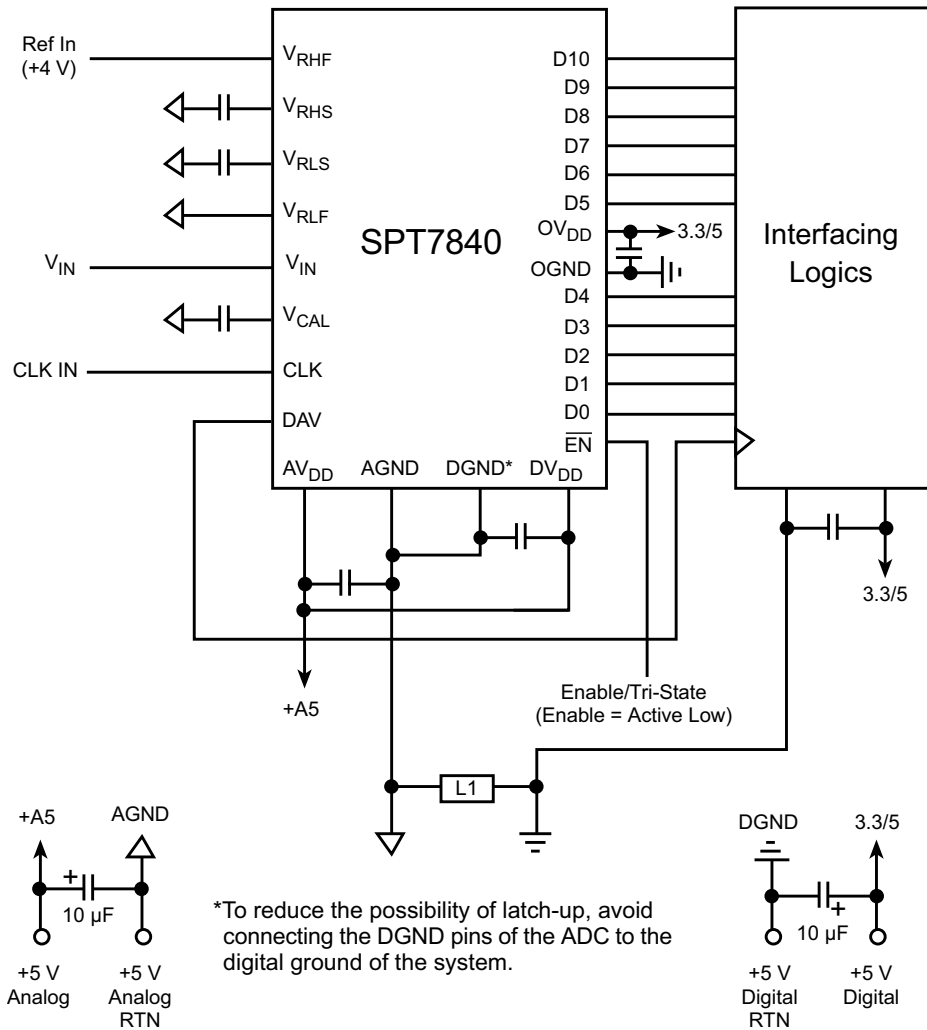 Ref In
(+4 V)
VRHF
VRHS
VRLS
VRLF
VIN
VIN
VCAL
CLK IN
CLK
DAV
SPT7840
D10
D9
D8
D7
D6
D5
OVDD
3.3/5
OGND
D4
D3
D2
D1
D0
EN
AVDD
AGND
DGND*
DVDD
Interfacing
Logics
3.3/5
+A5
Enable/Tri-State
(Enable = Active Low)
L1
+A5
AGND
+
10 µF
+5 V
Analog
+5 V
Analog
RTN
*To reduce the possibility of latch-up, avoid
connecting the DGND pins of the ADC to the
digital ground of the system.
DGND
3.3/5
10 µF
+
+5 V
Digital
RTN
+5 V
Digital